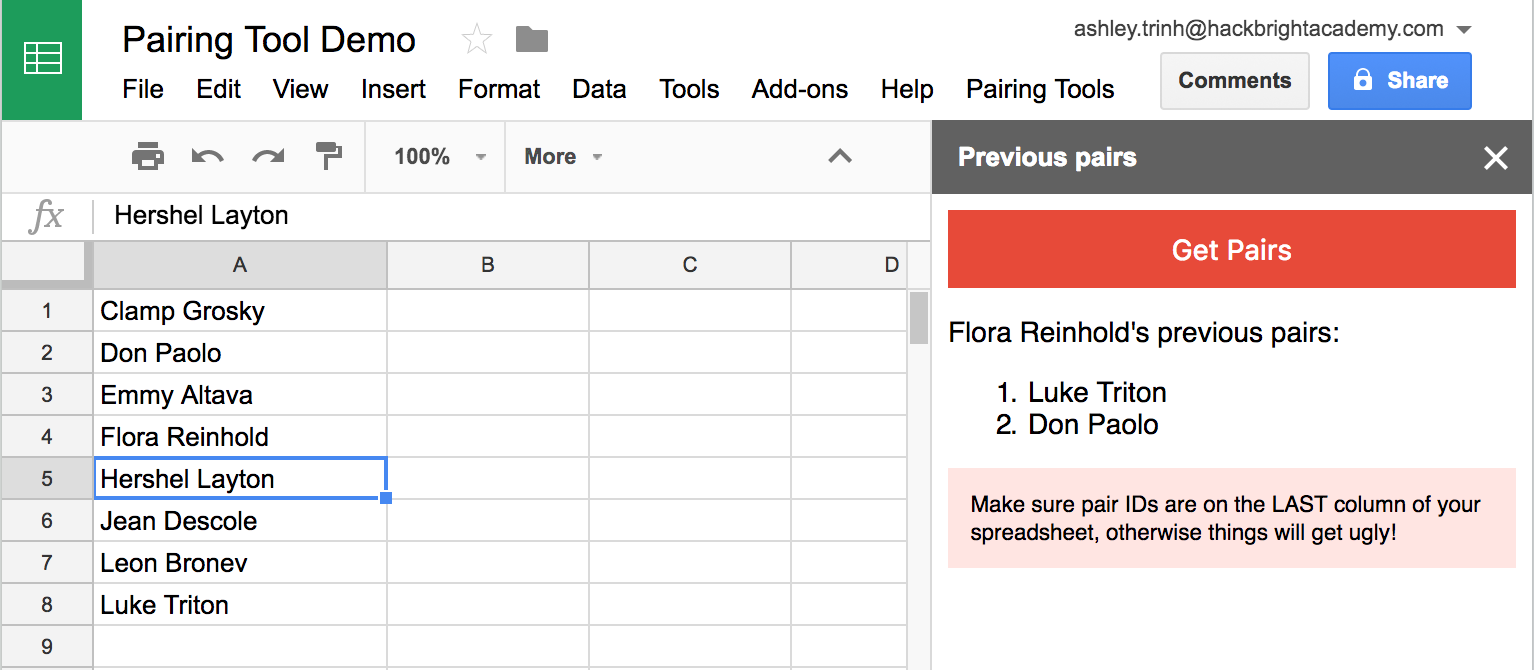 Pairing Tool Demo
ashley.trinh@hackbrightacademy.com
File Edit View Insert Format Data Tools Add-ons Help Pairing Tools
Comments
Share
100%
More
Previous pairs
fx
Hershel Layton
Get Pairs
A B C D
1 Clamp Grosky
2 Don Paolo
3 Emmy Altava
4 Flora Reinhold
5 Hershel Layton
6 Jean Descole
7 Leon Bronev
8 Luke Triton
9
Flora Reinhold's previous pairs:
1. Luke Triton
2. Don Paolo
Make sure pair IDs are on the LAST column of your
spreadsheet, otherwise things will get ugly!